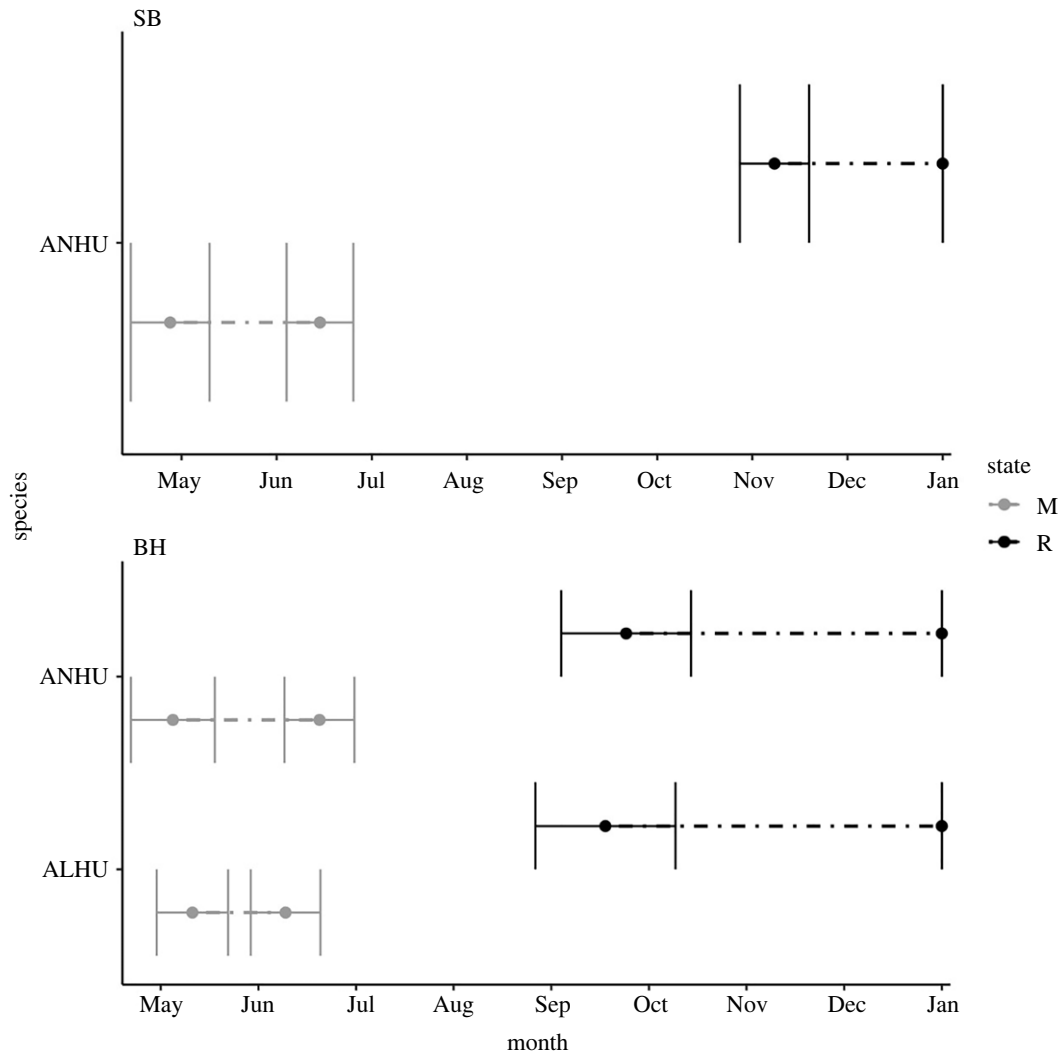 SB
ANHU
May Jun Jul Aug Sep Oct Nov Dec Jan
species
state
M
R
BH
ANHU
ALHU
May Jun Jul Aug Sep Oct Nov Dec Jan
month